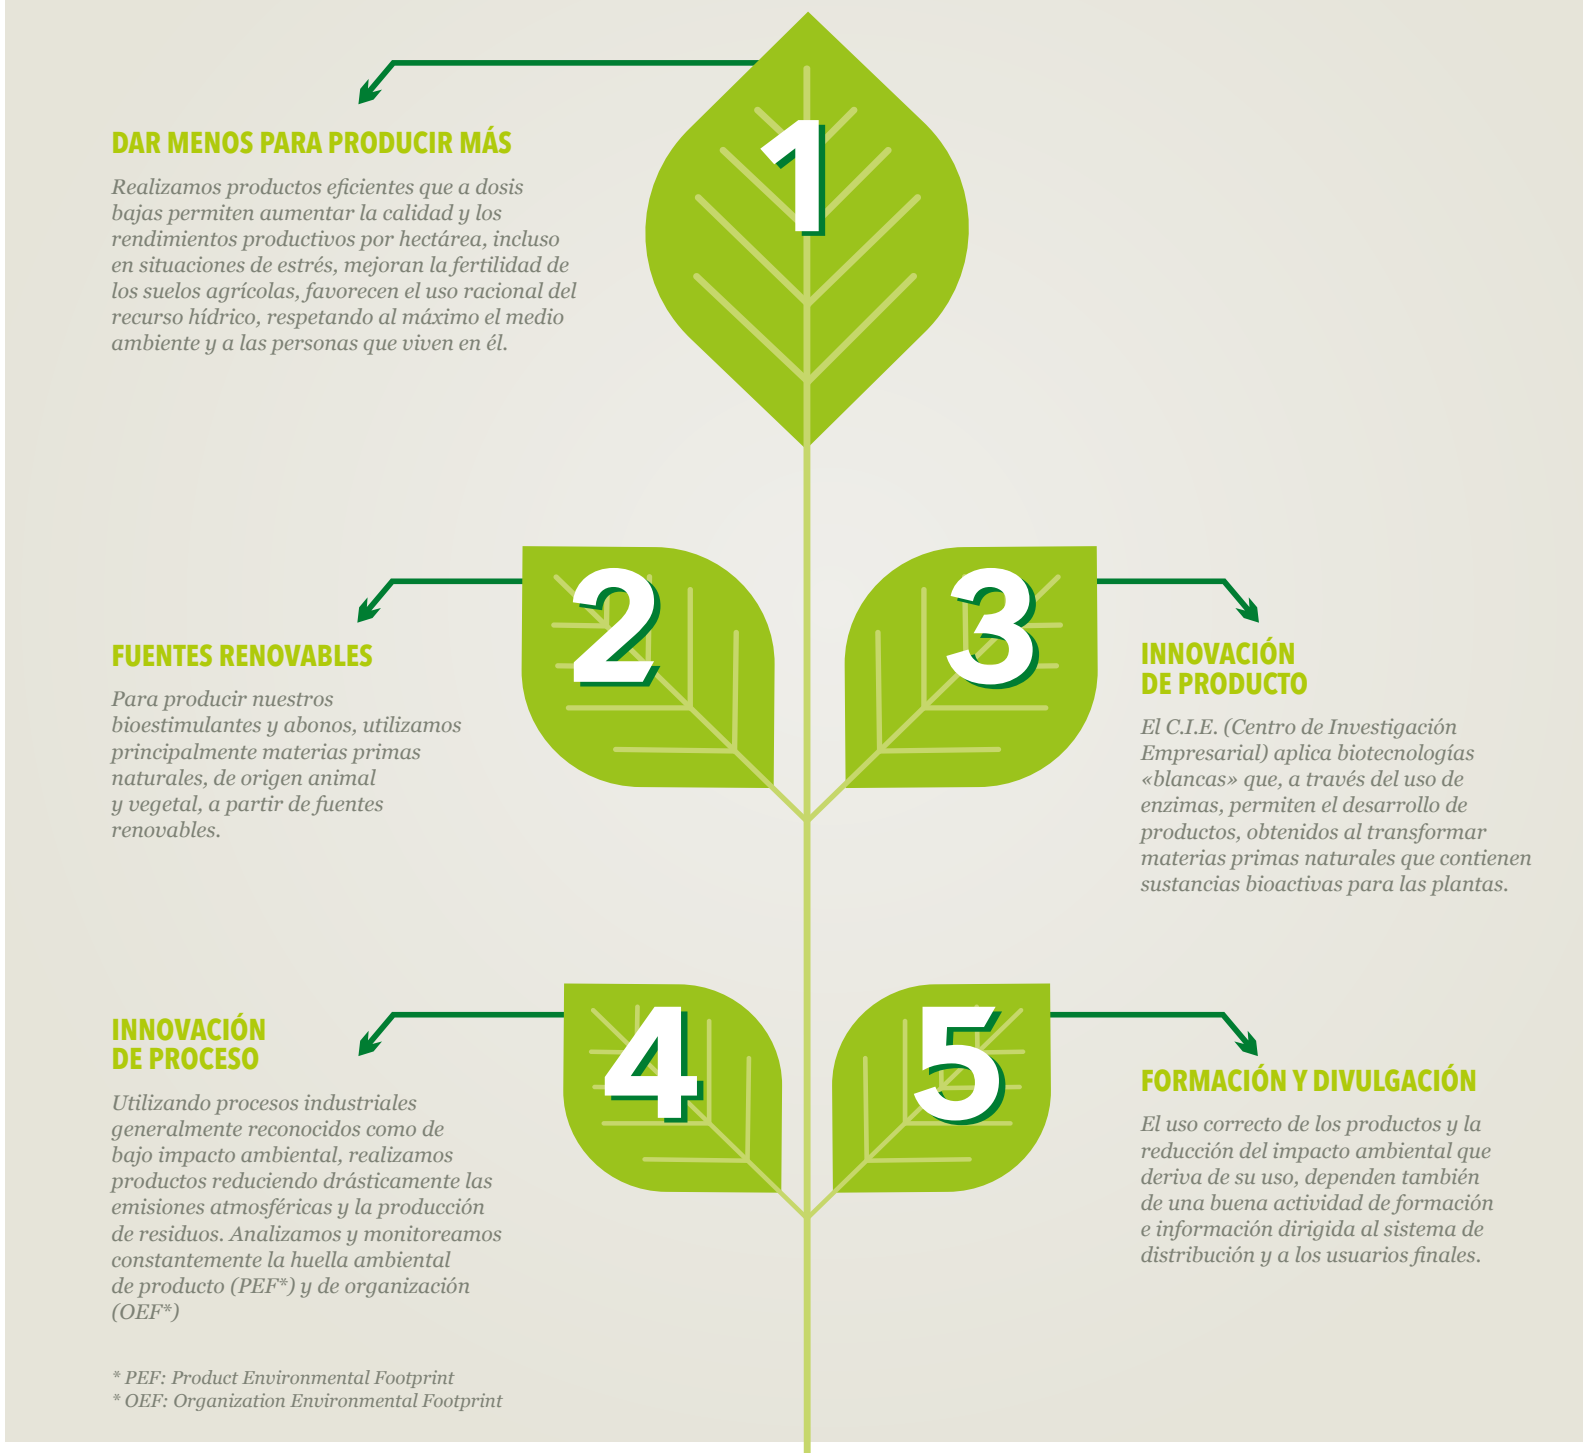 1
DAR MENOS PARA PRODUCIR MÁS
Realizamos productos eficientes que a dosis
bajas permiten aumentar la calidad y los
rendimientos productivos por hectárea, incluso
en situaciones de estrés, mejoran la fertilidad de
los suelos agrícolas, favorecen el uso racional del
recurso hídrico, respetando al máximo el medio
ambiente y a las personas que viven en él.
2
FUENTES RENOVABLES
Para producir nuestros
bioestimulantes y abonos, utilizamos
principalmente materias primas
naturales, de origen animal
y vegetal, a partir de fuentes
renovables.
3
INNOVACIÓN
DE PRODUCTO
El C.I.E. (Centro de Investigación
Empresarial) aplica biotecnologías
«blancas» que, a través del uso de
enzimas, permiten el desarrollo de
productos, obtenidos al transformar
materias primas naturales que contienen
sustancias bioactivas para las plantas.
4
INNOVACIÓN
DE PROCESO
Utilizando procesos industriales
generalmente reconocidos como de
bajo impacto ambiental, realizamos
productos reduciendo drásticamente las
emisiones atmosféricas y la producción
de residuos. Analizamos y monitoreamos
constantemente la huella ambiental
de producto (PEF*) y de organización
(OEF*)
5
FORMACIÓN Y DIVULGACIÓN
El uso correcto de los productos y la
reducción del impacto ambiental que
deriva de su uso, dependen también
de una buena actividad de formación
e información dirigida al sistema de
distribución y a los usuarios finales.
* PEF: Product Environmental Footprint
* OEF: Organization Environmental Footprint